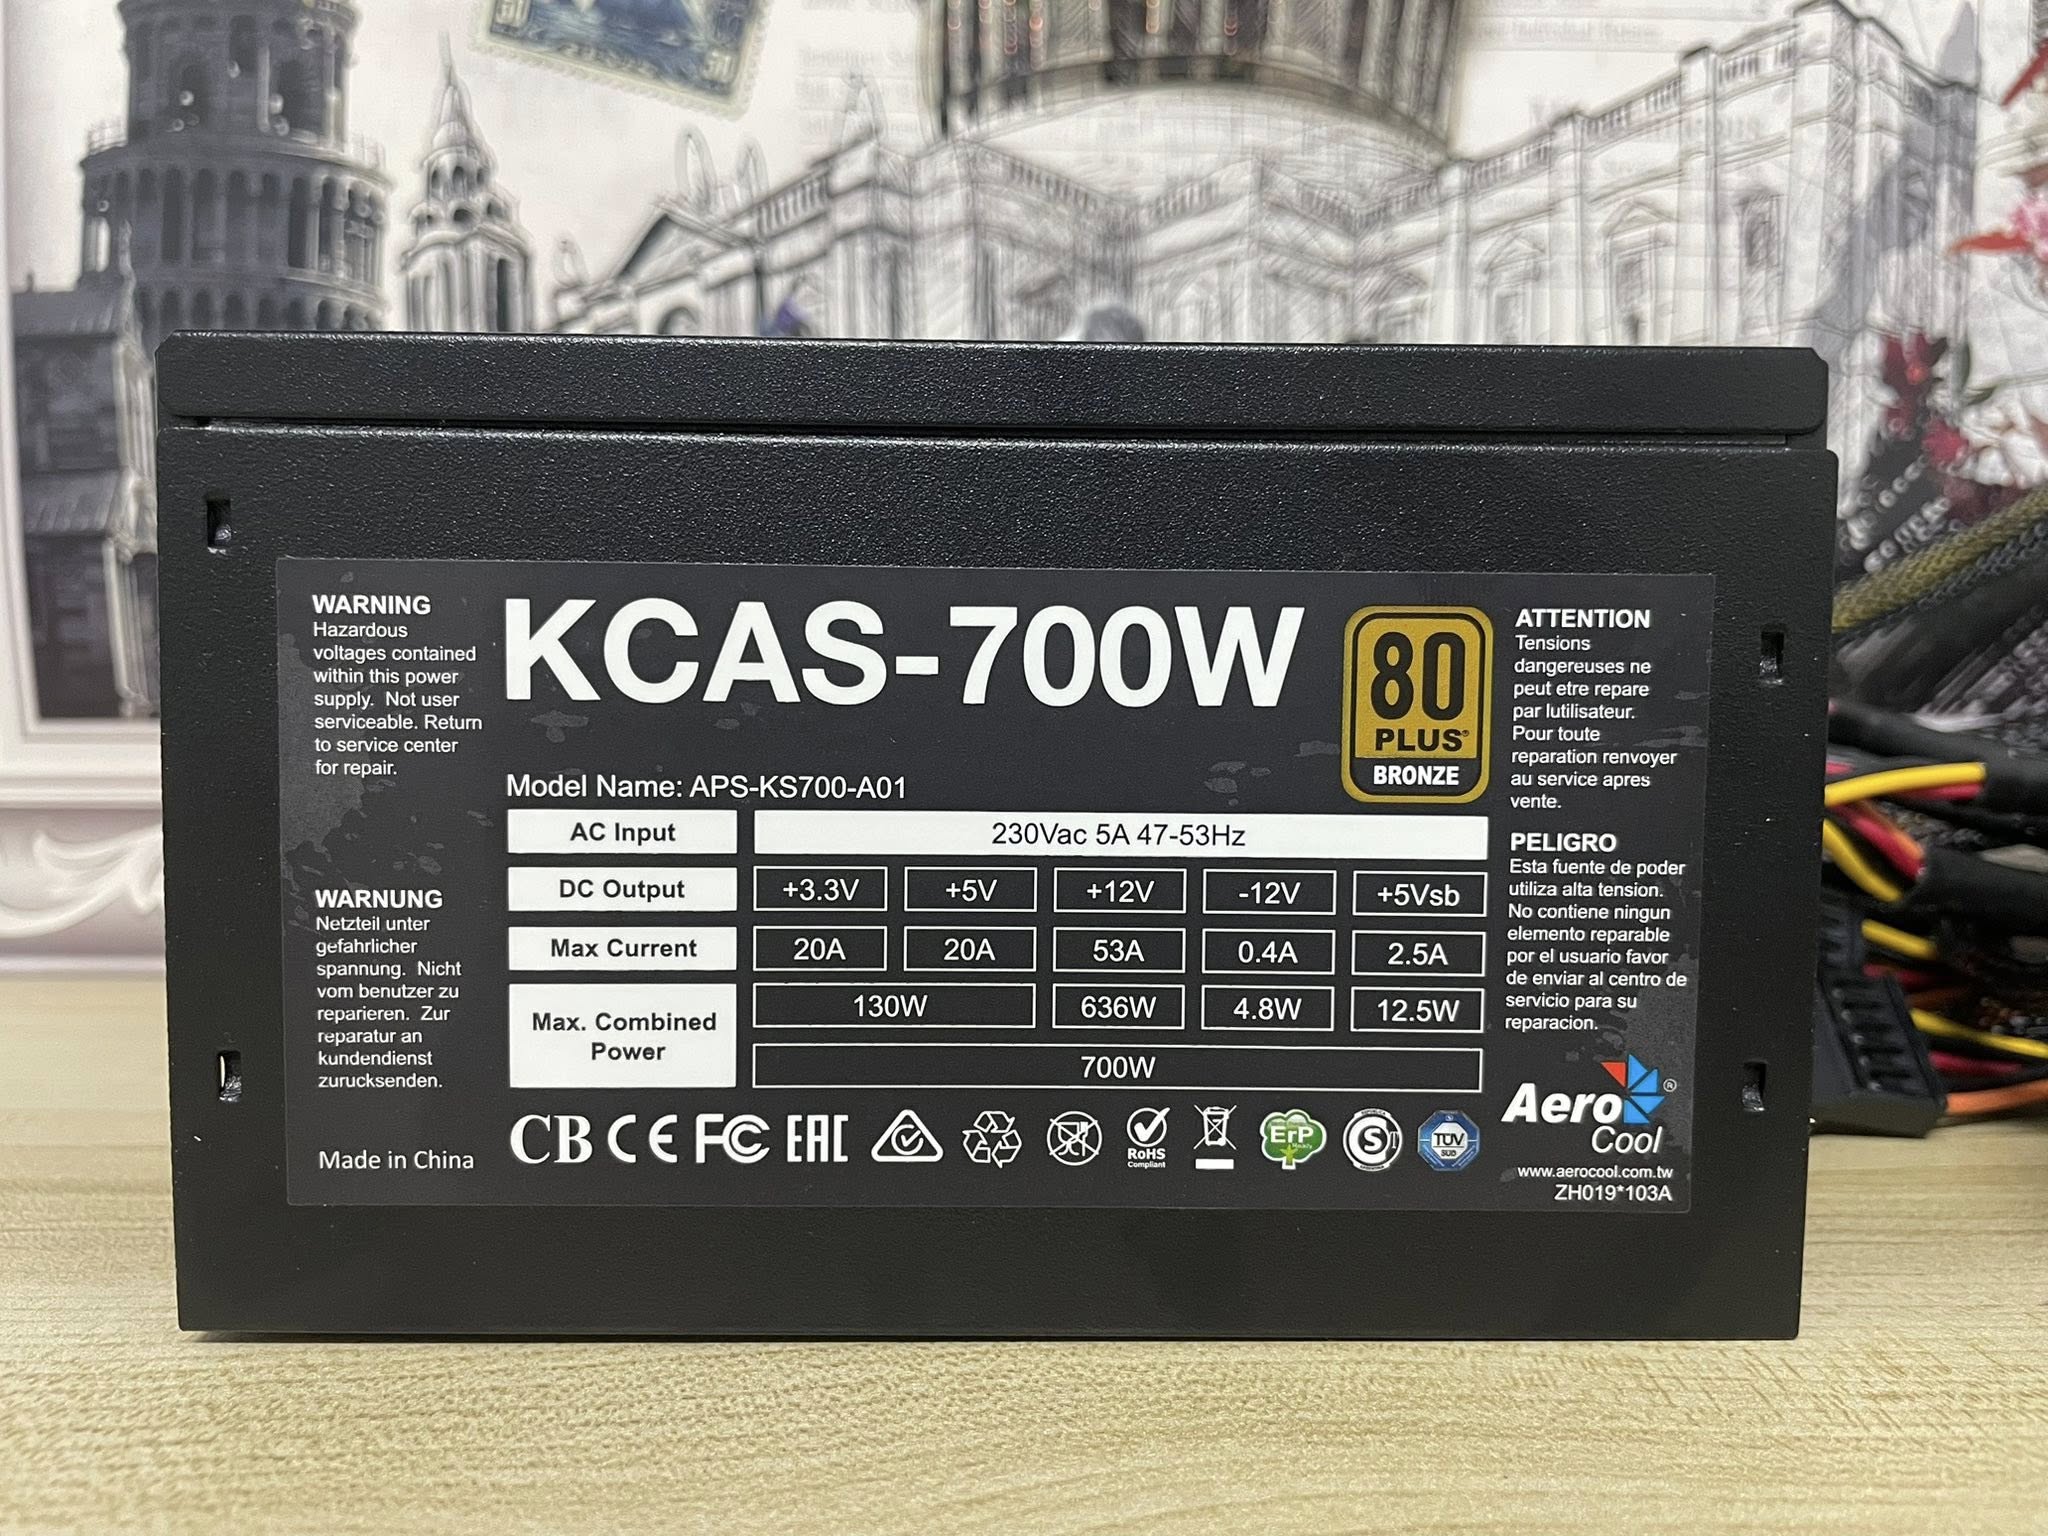 WARNING
Hazardous
voltages contained
within this power
supply. Not user
serviceable. Return
to service center
for repair.
WARNUNG
Netzteil unter
gefahrlicher
spannung. Nicht
vom benutzer zu
reparieren. Zur
reparatur an
kundendienst
zurucksenden.
Made in China
KCAS-700W
80
PLUS®
BRONZE
Model Name: APS-KS700-A01
AC Input 230Vac 5A 47-53Hz
DC Output +3.3V +5V +12V -12V +5Vsb
Max Current 20A 20A 53A 0.4A 2.5A
Max. Combined
Power
130W 636W 4.8W 12.5W
700W
CB CE FC EAC
RoHS
Compliant
ErP
Ready
S
TÜV
SÜD
ATTENTION
Tensions
dangereuses ne
peut etre repare
par lutilisateur.
Pour toute
reparation renvoyer
au service apres
vente.
PELIGRO
Esta fuente de poder
utiliza alta tension.
No contiene ningun
elemento reparable
por el usuario favor
de enviar al centro de
servicio para su
reparacion.
Aero
Cool
®
www.aerocool.com.tw
ZH019*103A
50
50